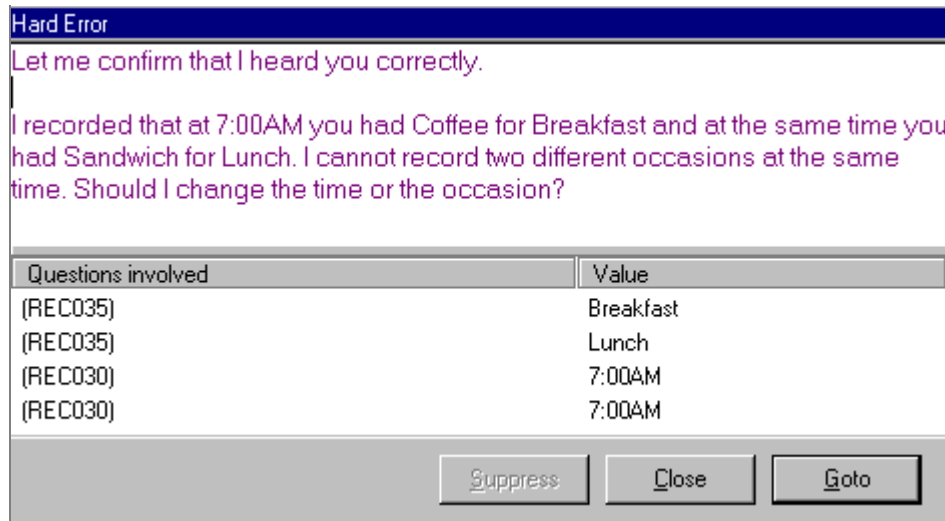 Hard Error
Let me confirm that I heard you correctly.
I recorded that at 7:00AM you had Coffee for Breakfast and at the same time you
had Sandwich for Lunch. I cannot record two different occasions at the same
time. Should I change the time or the occasion?
Questions involved Value
(REC035) Breakfast
(REC035) Lunch
(REC030) 7:00AM
(REC030) 7:00AM
Suppress Close Goto